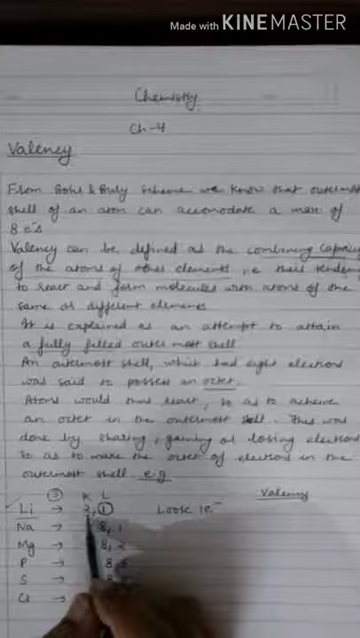 Made with KINEMASTER
Chemistry
Ch-4
Valency
From Bohr & Bury Scheme we know that outermost
shell of an atom can accomodate a max of
8 e⁻s
Valency can be defined as the combining capacity
of the atoms of other elements, i.e their tendency
to react and form molecules with atoms of the
same or different elements
It is explained as an attempt to attain
a fully filled outer most shell
An outermost shell, which had eight electrons
was said to possess an octet.
Atoms would thus react, so as to achieve
an octet in the outermost shell. This was
done by sharing, gaining or losing electrons
so as to make the octet of electrons in the
outermost shell e.g
③ K L Valency
Li → 2, ① Loose 1e⁻
Na → 8, 1
Mg → 8, 2
P → 8,
S →
Cl →